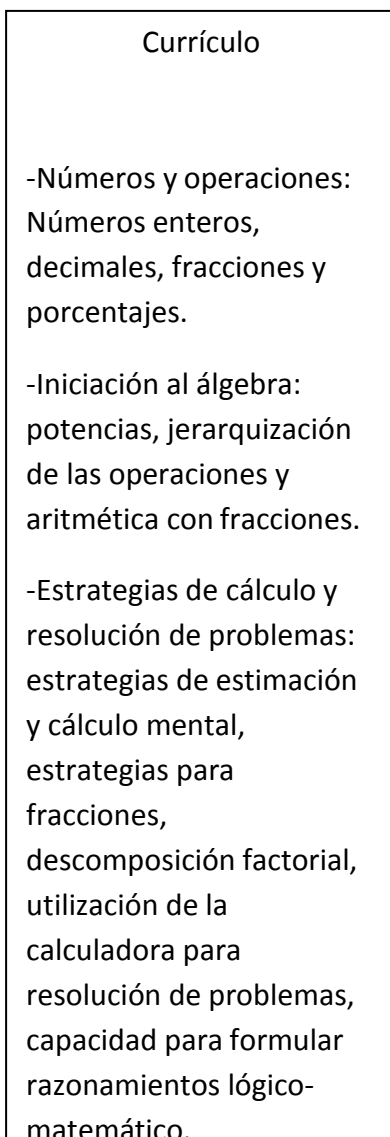 Currículo
-Números y operaciones:
Números enteros,
decimales, fracciones y
porcentajes.
-Iniciación al álgebra:
potencias, jerarquización
de las operaciones y
aritmética con fracciones.
-Estrategias de cálculo y
resolución de problemas:
estrategias de estimación
y cálculo mental,
estrategias para
fracciones,
descomposición factorial,
utilización de la
calculadora para
resolución de problemas,
capacidad para formular
razonamientos lógico-
matemático.